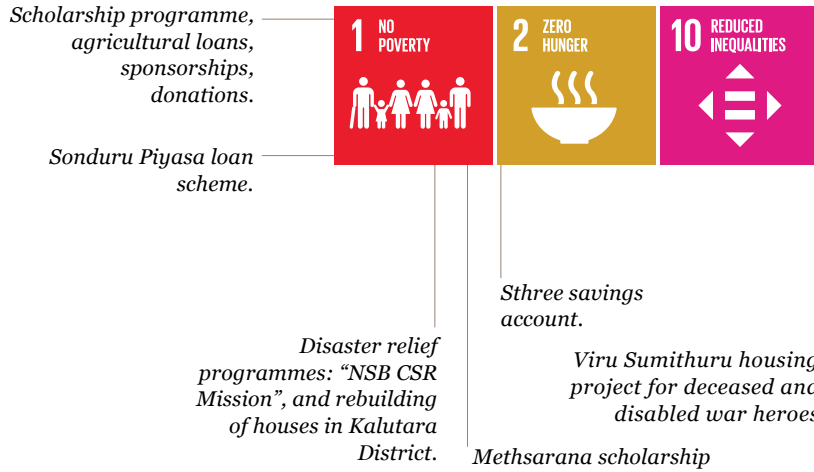 Scholarship programme,
agricultural loans,
sponsorships,
donations.
1 NO
POVERTY
2 ZERO
HUNGER
10 REDUCED
INEQUALITIES
Sonduru Piyasa loan
scheme.
Sthree savings
account.
Disaster relief
programmes: “NSB CSR
Mission”, and rebuilding
of houses in Kalutara
District.
Viru Sumithuru housing
project for deceased and
disabled war heroes
Methsarana scholarship